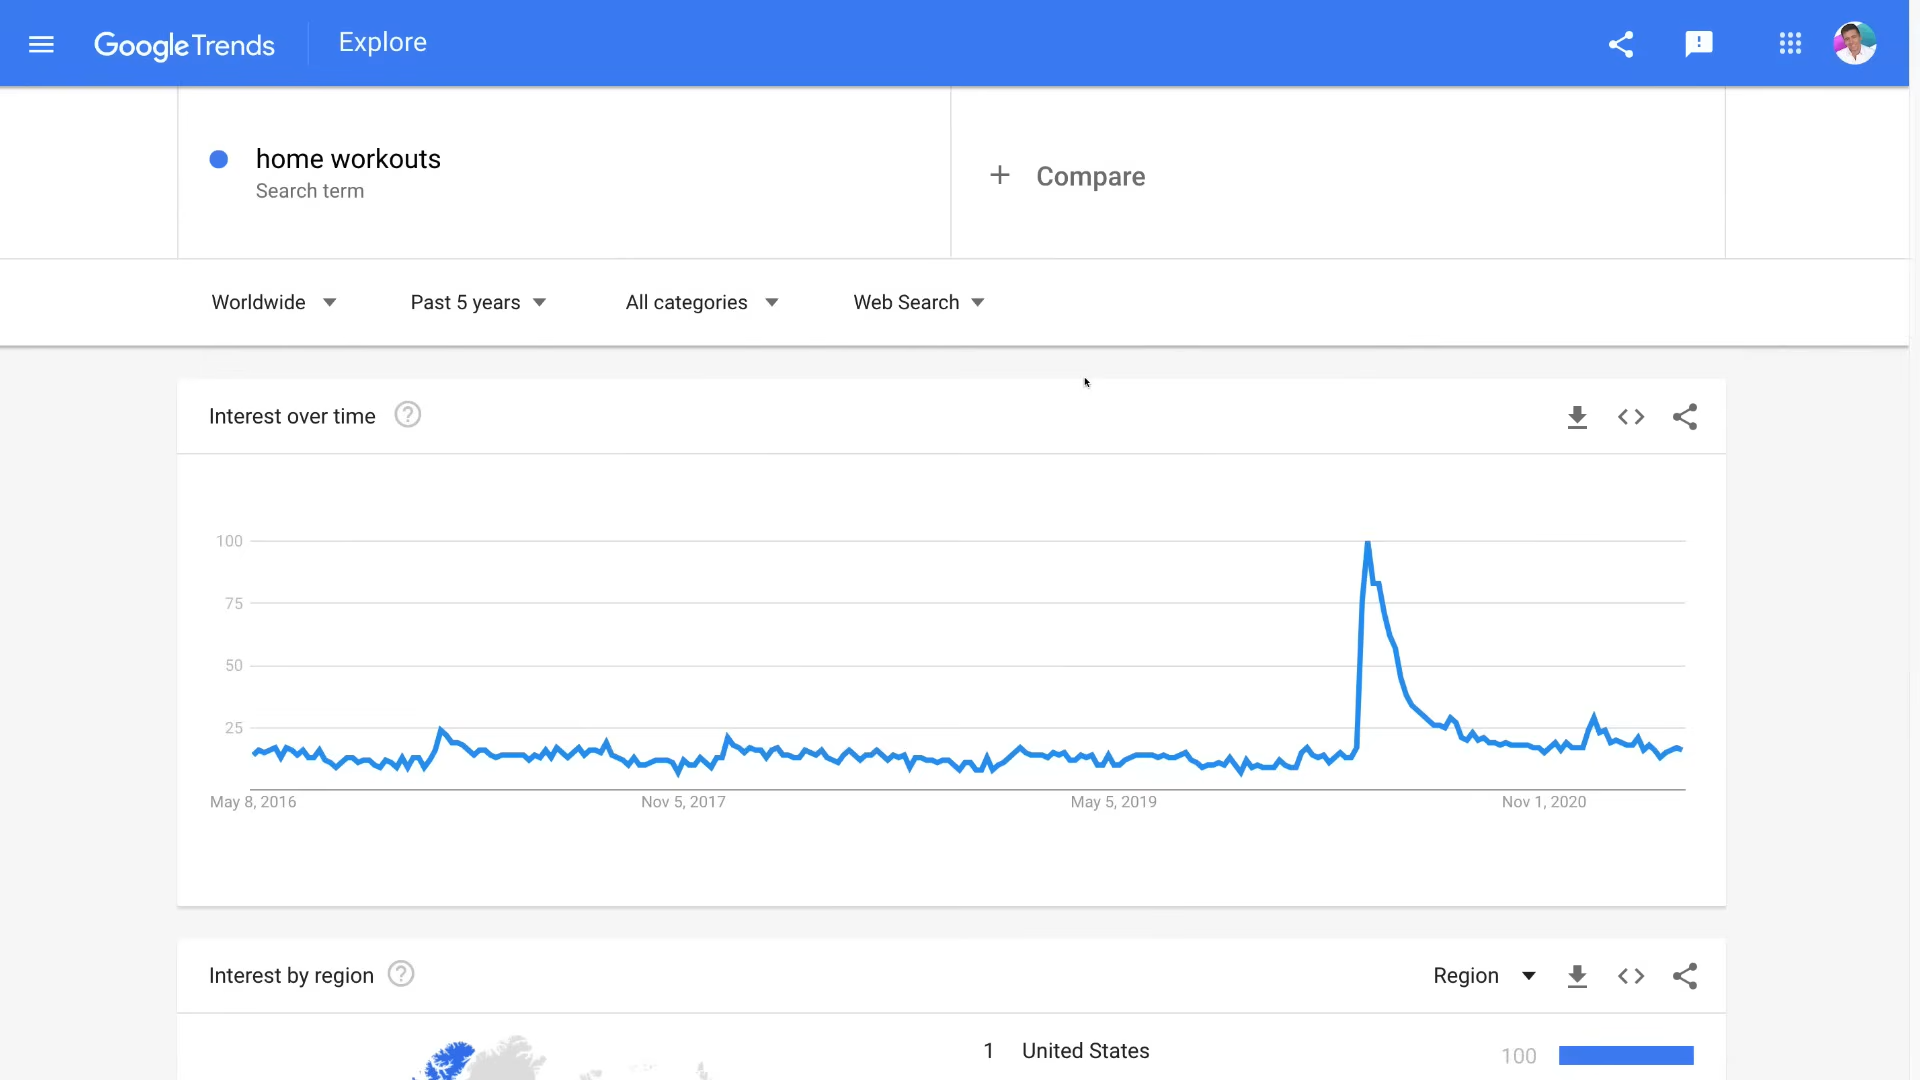 Google Trends
Explore
home workouts
Search term
+ Compare
Worldwide
Past 5 years
All categories
Web Search
Interest over time
100
75
50
25
May 8, 2016
Nov 5, 2017
May 5, 2019
Nov 1, 2020
Interest by region
Region
1 United States 100